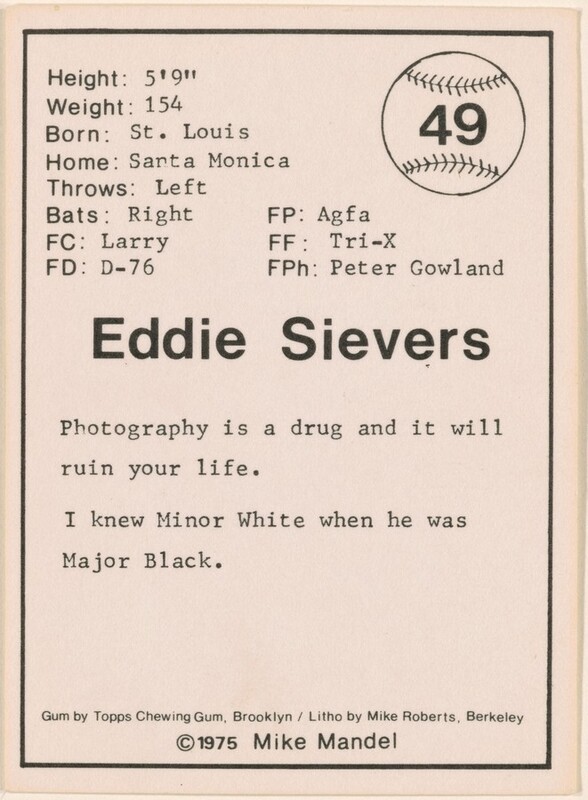 Height: 5'9"
Weight: 154
49
Born: St. Louis
Home: Santa Monica
Throws: Left
Bats: Right FP: Agfa
FC: Larry FF: Tri-X
FD: D-76 FPh: Peter Gowland
Eddie Sievers
Photography is a drug and it will
ruin your life.
I knew Minor White when he was
Major Black.
Gum by Topps Chewing Gum, Brooklyn / Litho by Mike Roberts, Berkeley
©1975 Mike Mandel